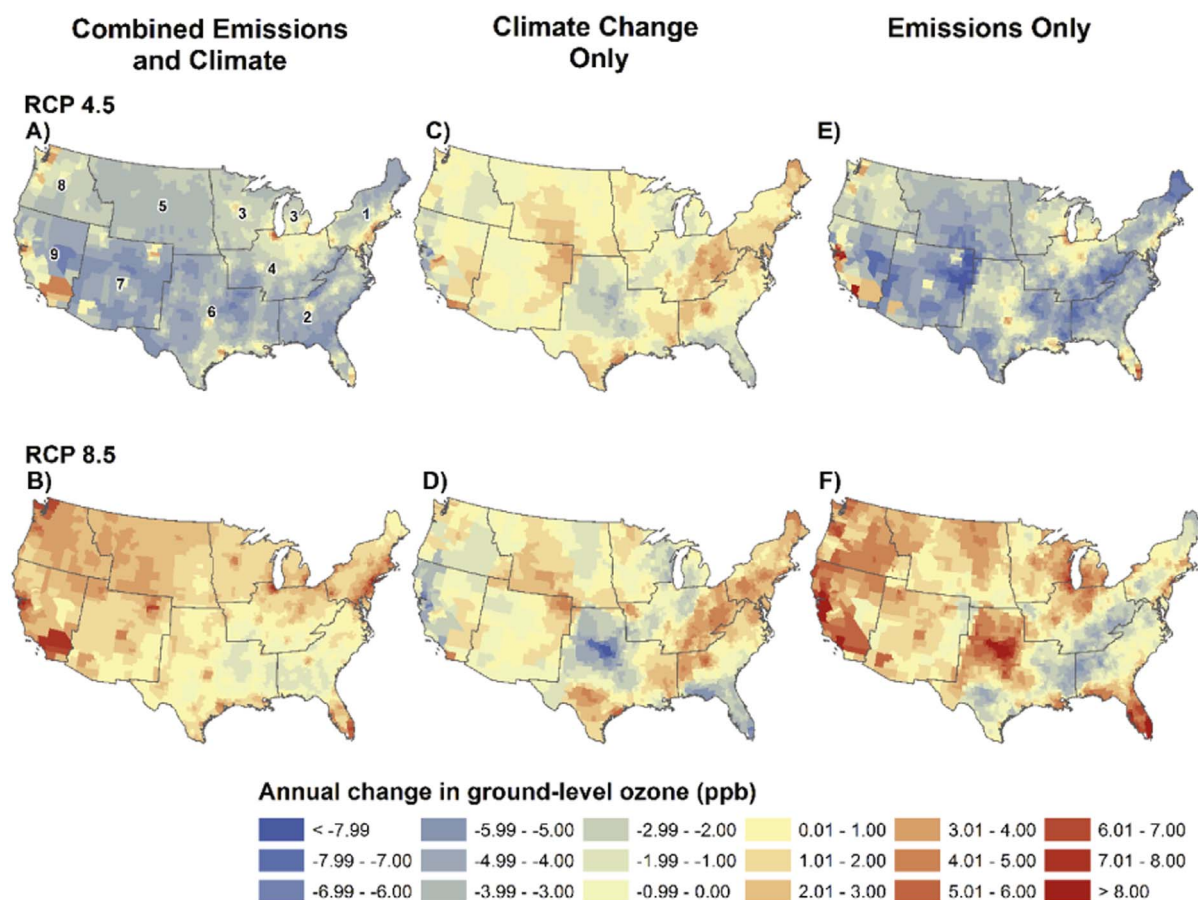 Combined Emissions
and Climate
Climate Change
Only
Emissions Only
RCP 4.5
A)
C)
E)
8
5
3
3
1
9
7
4
6
2
RCP 8.5
B)
D)
F)
Annual change in ground-level ozone (ppb)
< -7.99
-5.99 - -5.00
-2.99 - -2.00
0.01 - 1.00
3.01 - 4.00
6.01 - 7.00
-7.99 - -7.00
-4.99 - -4.00
-1.99 - -1.00
1.01 - 2.00
4.01 - 5.00
7.01 - 8.00
-6.99 - -6.00
-3.99 - -3.00
-0.99 - 0.00
2.01 - 3.00
5.01 - 6.00
> 8.00